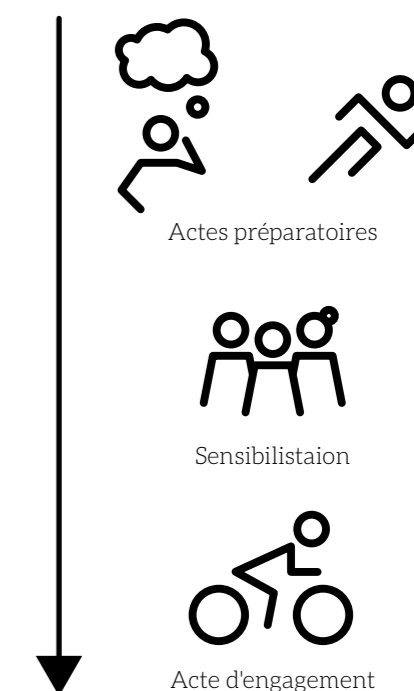 Actes préparatoires
Sensibilistaion
Acte d'engagement